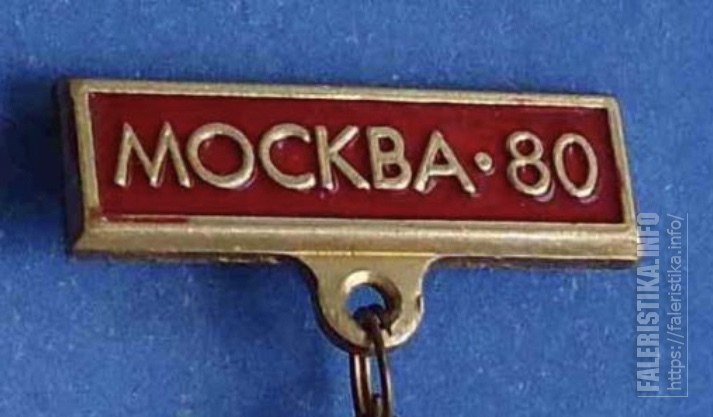 МОСКВА·80
FALERISTIKA.INFO
https://faleristika.info/